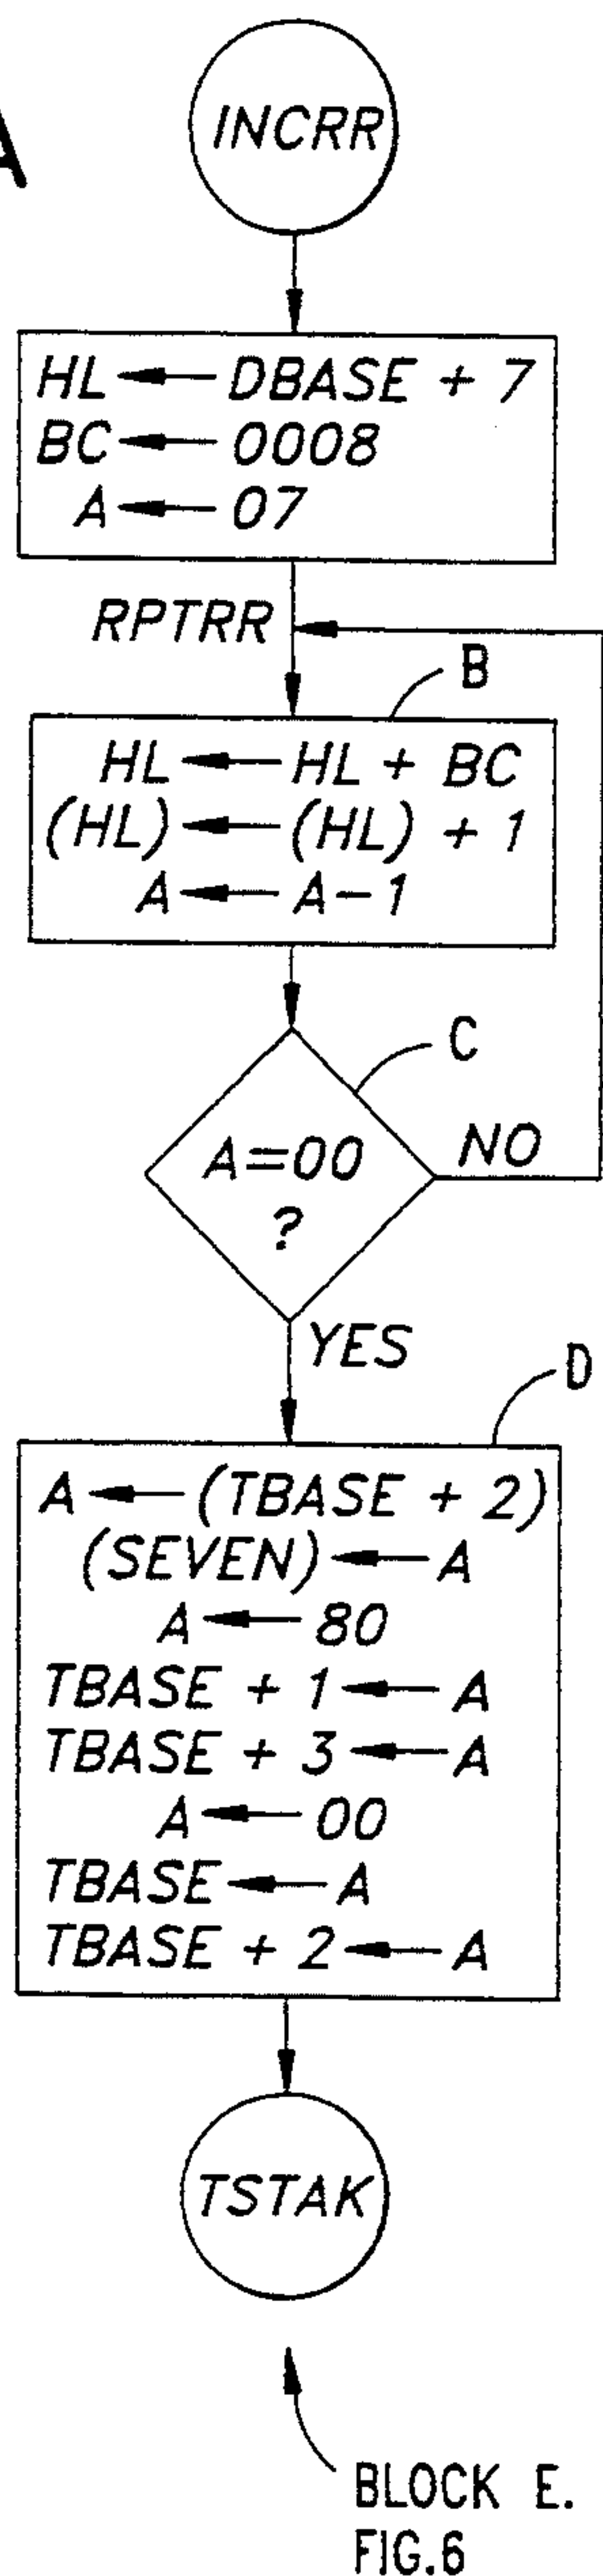 A
INCRR
HL ← DBASE + 7
BC ← 0008
A ← 07
RPTRR
B
HL ← HL + BC
(HL) ← (HL) + 1
A ← A-1
C
A=00
?
NO
YES
D
A ← (TBASE + 2)
(SEVEN) ← A
A ← 80
TBASE + 1 ← A
TBASE + 3 ← A
A ← 00
TBASE ← A
TBASE + 2 ← A
TSTAK
BLOCK E.
FIG.6